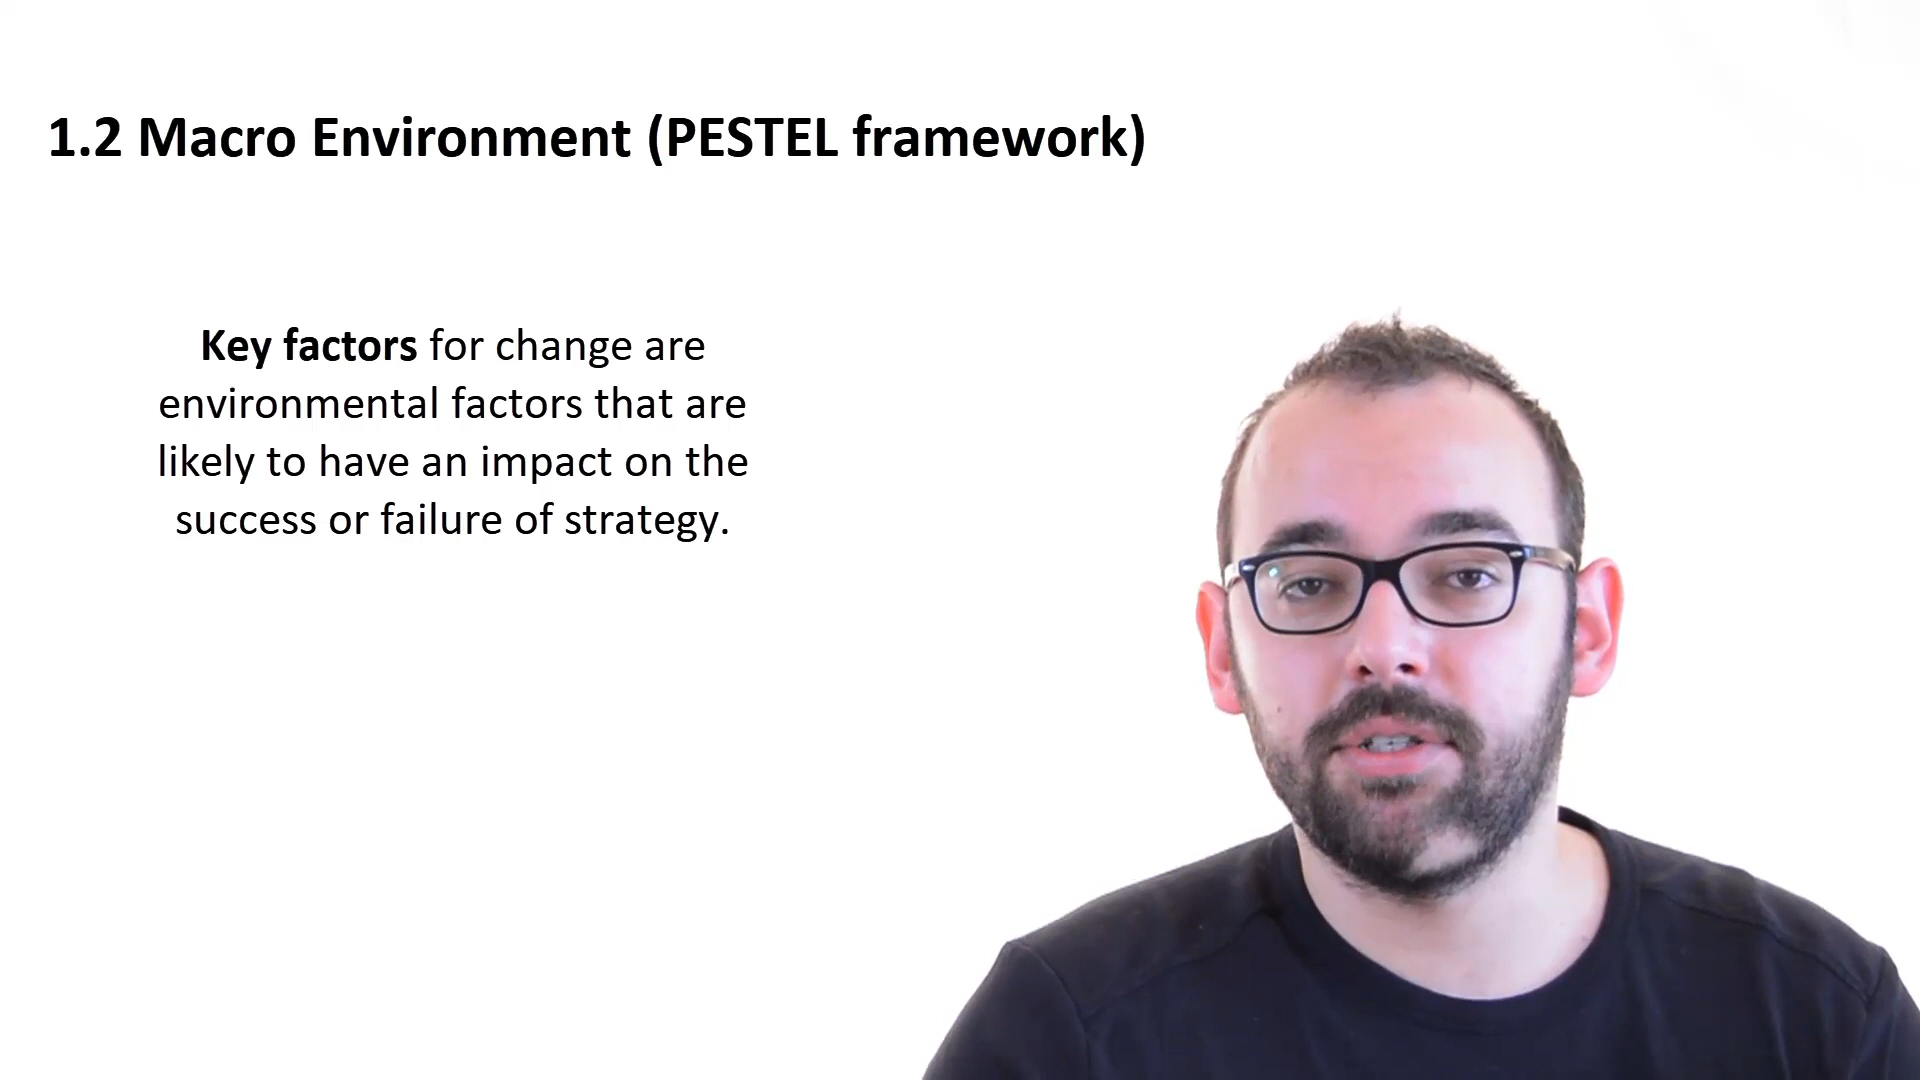 1.2 Macro Environment (PESTEL framework)
Key factors for change are
environmental factors that are
likely to have an impact on the
success or failure of strategy.